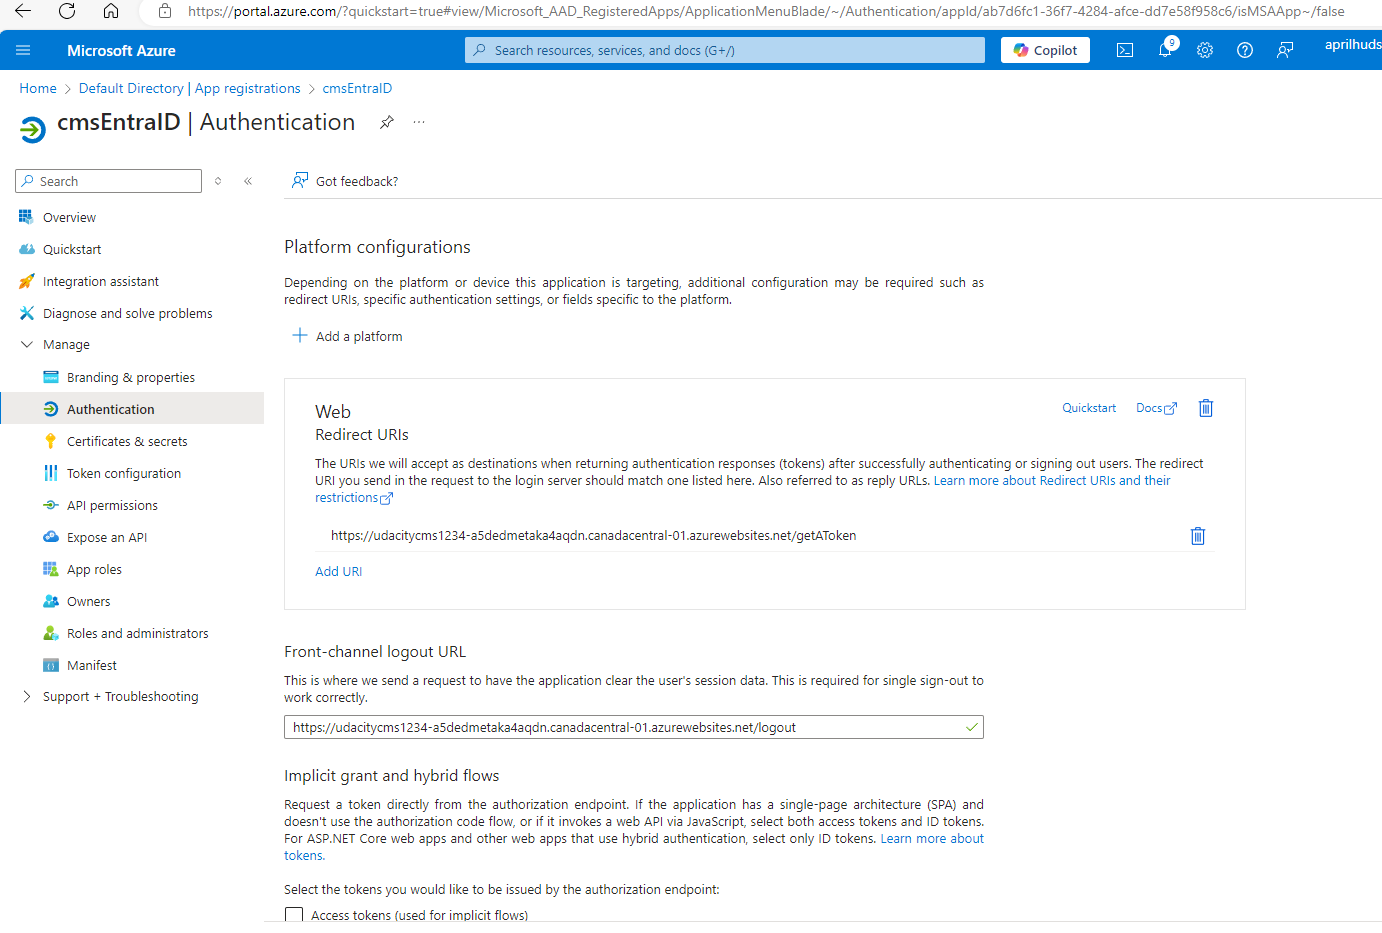 https://portal.azure.com/?quickstart=true#view/Microsoft_AAD_RegisteredApps/ApplicationMenuBlade/~/Authentication/appId/ab7d6fc1-36f7-4284-afce-dd7e58f958c6/isMSAApp~/false
Microsoft Azure
Search resources, services, and docs (G+/)
Copilot
9
aprilhuds
Home > Default Directory | App registrations > cmsEntraID
cmsEntraID | Authentication
Search
Got feedback?
Overview
Quickstart
Integration assistant
Diagnose and solve problems
Manage
Branding & properties
Authentication
Certificates & secrets
Token configuration
API permissions
Expose an API
App roles
Owners
Roles and administrators
Manifest
Support + Troubleshooting
Platform configurations
Depending on the platform or device this application is targeting, additional configuration may be required such as
redirect URIs, specific authentication settings, or fields specific to the platform.
Add a platform
Web
Quickstart
Docs
Redirect URIs
The URIs we will accept as destinations when returning authentication responses (tokens) after successfully authenticating or signing out users. The redirect
URI you send in the request to the login server should match one listed here. Also referred to as reply URLs. Learn more about Redirect URIs and their
restrictions
https://udacitycms1234-a5dedmetaka4aqdn.canadacentral-01.azurewebsites.net/getAToken
Add URI
Front-channel logout URL
This is where we send a request to have the application clear the user's session data. This is required for single sign-out to
work correctly.
https://udacitycms1234-a5dedmetaka4aqdn.canadacentral-01.azurewebsites.net/logout
Implicit grant and hybrid flows
Request a token directly from the authorization endpoint. If the application has a single-page architecture (SPA) and
doesn't use the authorization code flow, or if it invokes a web API via JavaScript, select both access tokens and ID tokens.
For ASP.NET Core web apps and other web apps that use hybrid authentication, select only ID tokens. Learn more about
tokens.
Select the tokens you would like to be issued by the authorization endpoint:
Access tokens (used for implicit flows)